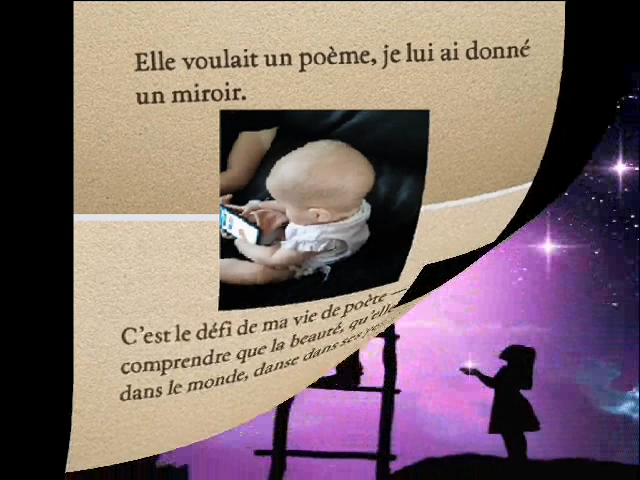 Elle voulait un poème, je lui ai donné
un miroir.
C'est le défi de ma vie de poète —
comprendre que la beauté, qu'elle
dans le monde, danse dans ses yeux